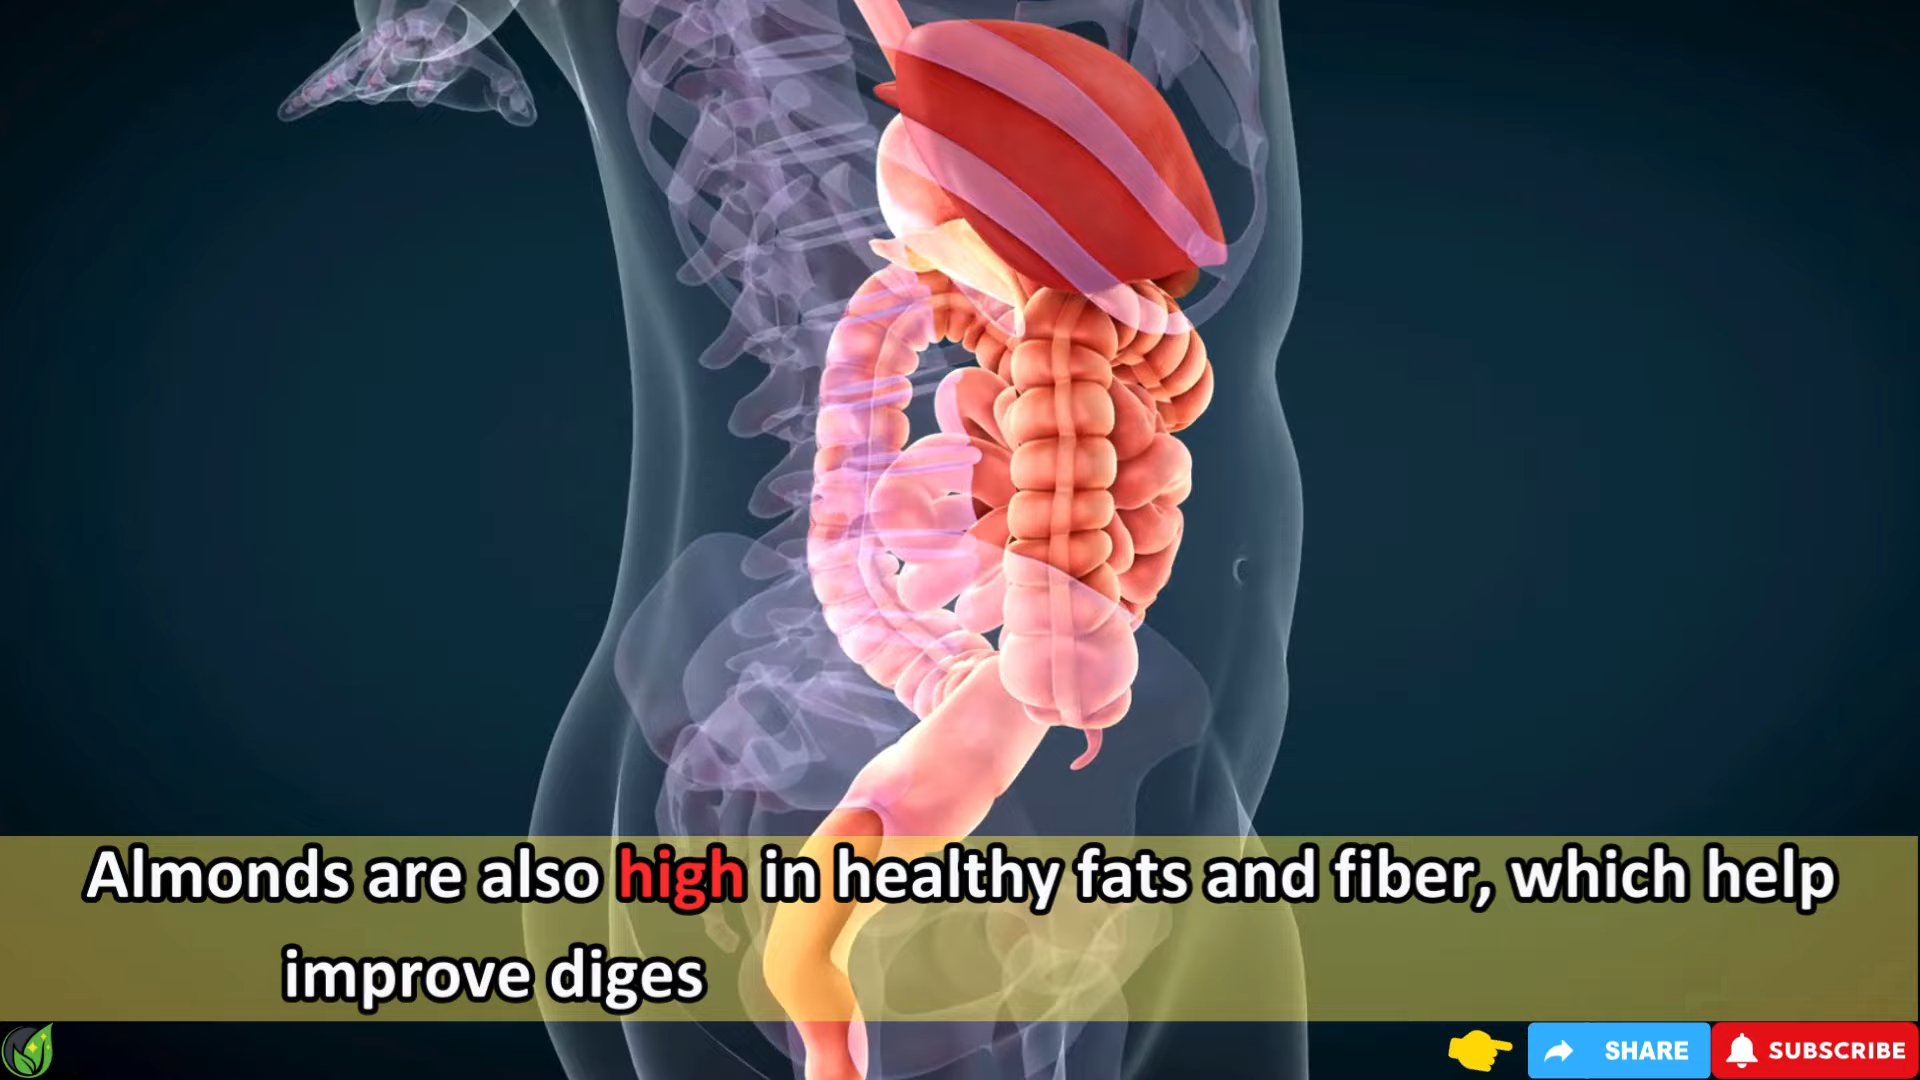 Almonds are also high in healthy fats and fiber, which help
improve diges
SHARE
SUBSCRIBE